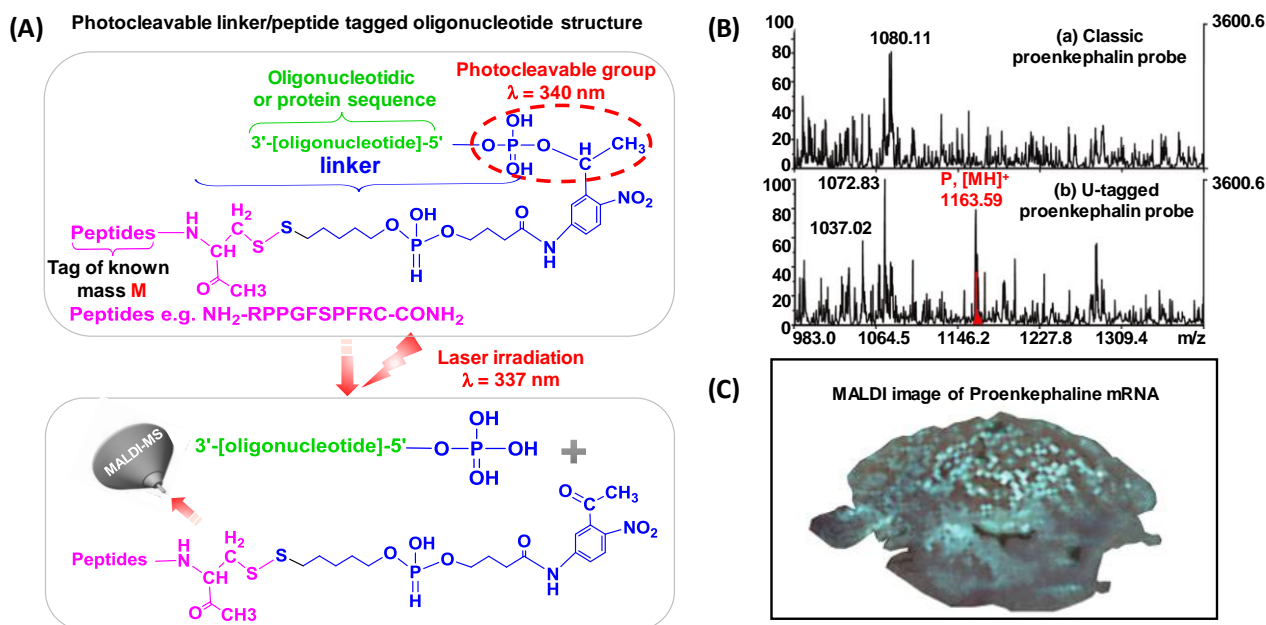 (A)
Photocleavable linker/peptide tagged oligonucleotide structure
Oligonucleotidic
or protein sequence
Photocleavable group
λ = 340 nm
3'-[oligonucleotide]-5'
O
OH
P
OH
O
H
C
CH3
linker
NO2
Peptides
H
N
H2
C
CH
S
S
O
OH
P
H
O
O
N
H
O
CH3
Tag of known
mass M
Peptides e.g. NH2-RPPGFSPFRC-CONH2
Laser irradiation
λ = 337 nm
MALDI-MS
3'-[oligonucleotide]-5'
O
OH
P
OH
OH
+
O
CH3
NO2
Peptides
H
N
H2
C
CH
S
S
O
OH
P
H
O
O
N
H
O
CH3
(B)
100
80
60
40
20
0
1080.11
(a) Classic
proenkephalin probe
3600.6
100
80
60
40
20
0
1072.83
1037.02
P, [MH]+
1163.59
(b) U-tagged
proenkephalin probe
3600.6
983.0 1064.5 1146.2 1227.8 1309.4 m/z
(C)
MALDI image of Proenkephaline mRNA